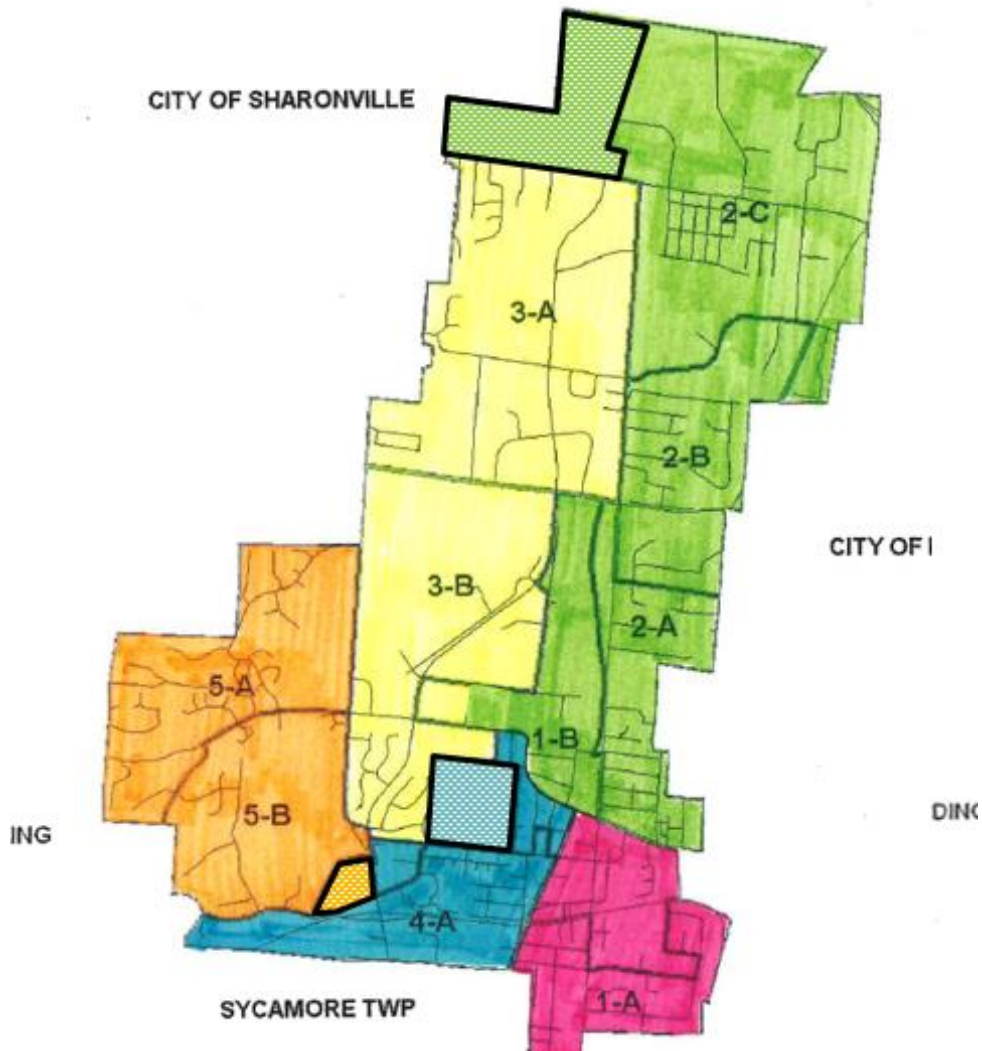 CITY OF SHARONVILLE
2-C
3-A
2-B
CITY OF
3-B
2-A
5-A
1-B
5-B
ING
DING
4-A
1-A
SYCAMORE TWP